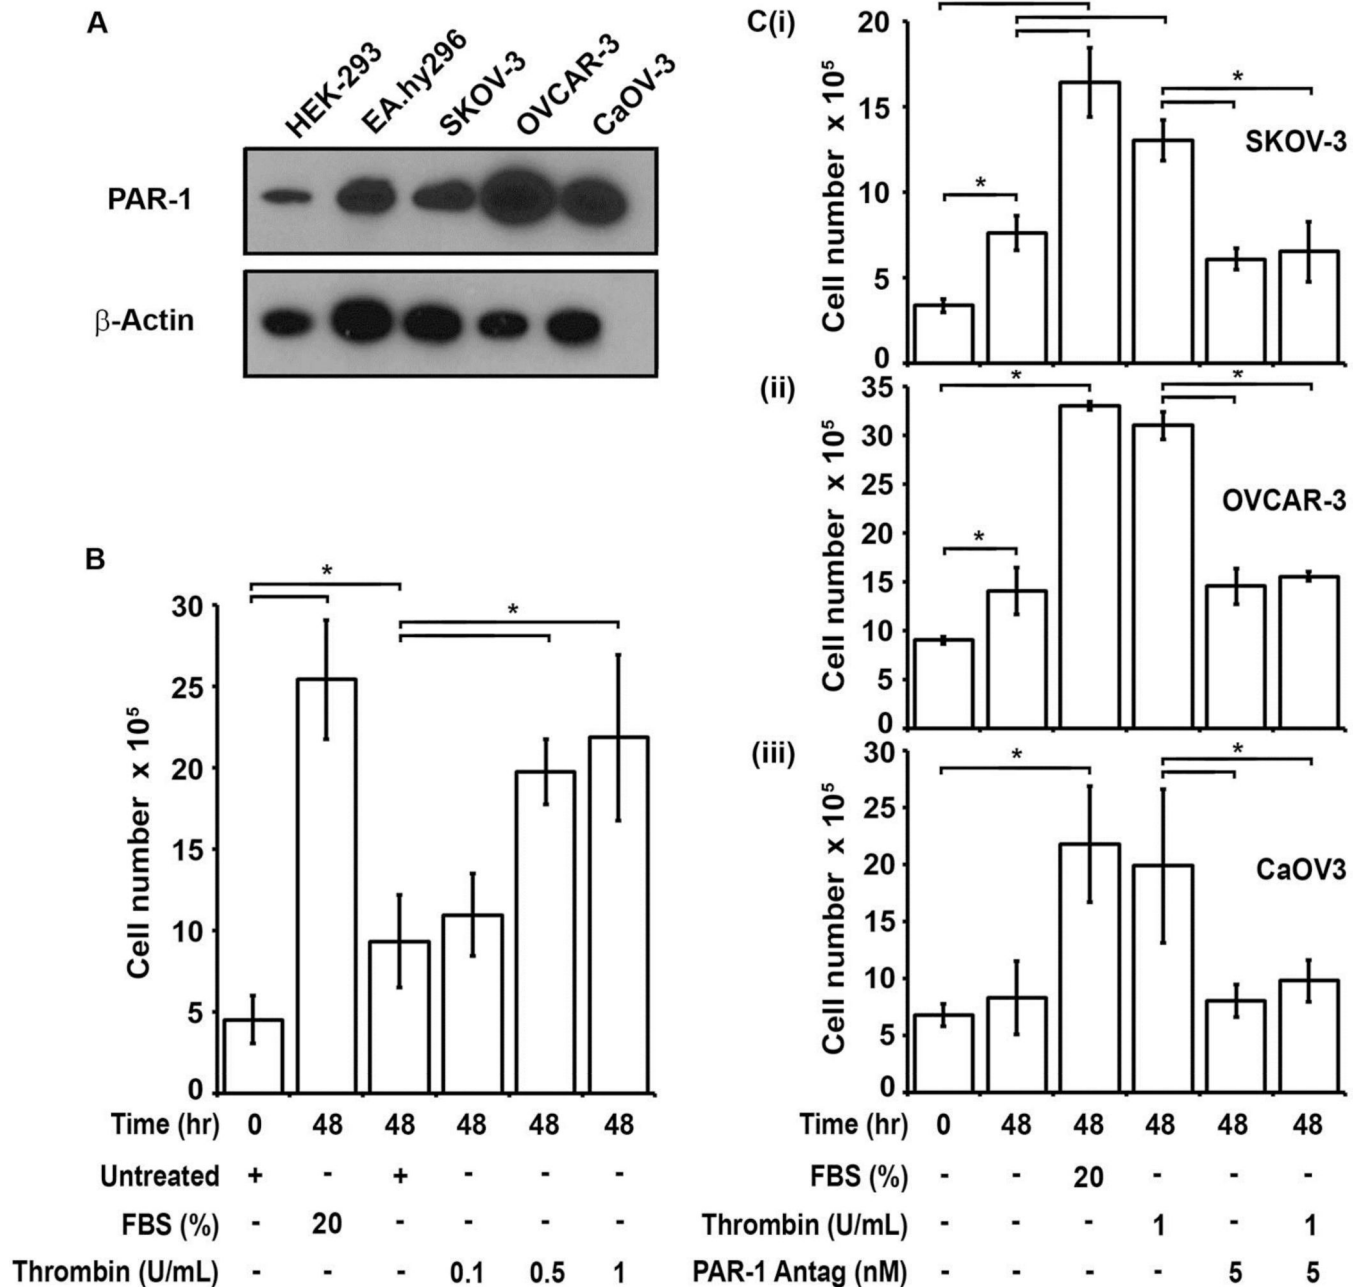 A
HEK-293
EA.hy296
SKOV-3
OVCAR-3
CaOV-3
PAR-1
β-Actin
B
*
*
Cell number x 10⁵
30
25
20
15
10
5
0
Time (hr) 0 48 48 48 48 48
Untreated + - + - - -
FBS (%) - 20 - - - -
Thrombin (U/mL) - - - 0.1 0.5 1
C(i)
*
*
SKOV-3
Cell number x 10⁵
20
15
10
5
0
(ii)
*
*
*
OVCAR-3
Cell number x 10⁵
35
30
25
20
15
10
5
0
(iii)
*
*
CaOV3
Cell number x 10⁵
30
25
20
15
10
5
0
Time (hr) 0 48 48 48 48 48
FBS (%) - - 20 - - -
Thrombin (U/mL) - - - 1 - 1
PAR-1 Antag (nM) - - - - 5 5